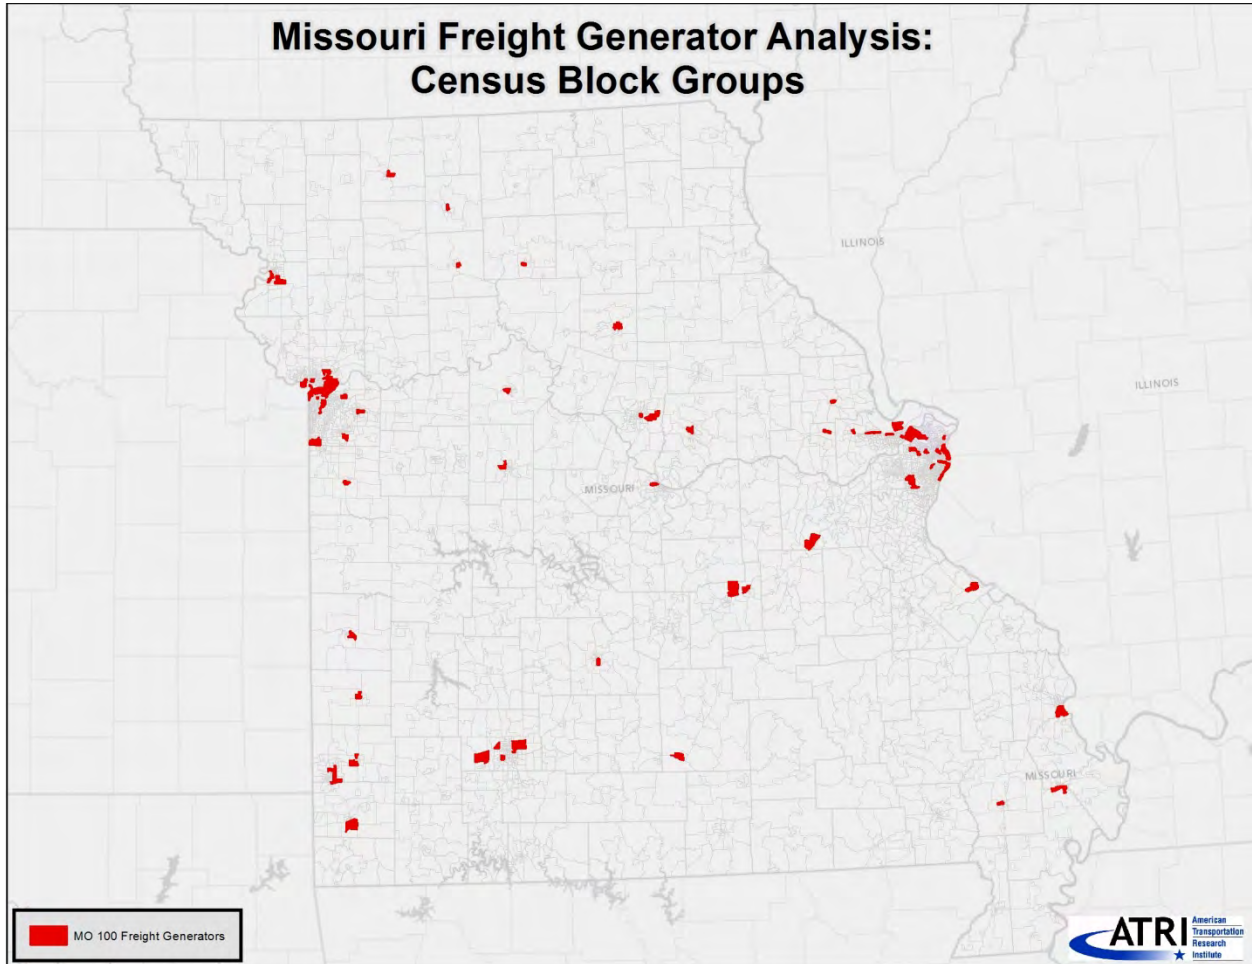 Missouri Freight Generator Analysis:
Census Block Groups
ILLINOIS
ILLINOIS
MISSOURI
MISSOURI
MO 100 Freight Generators
ATRI
American
Transportation
Research
Institute